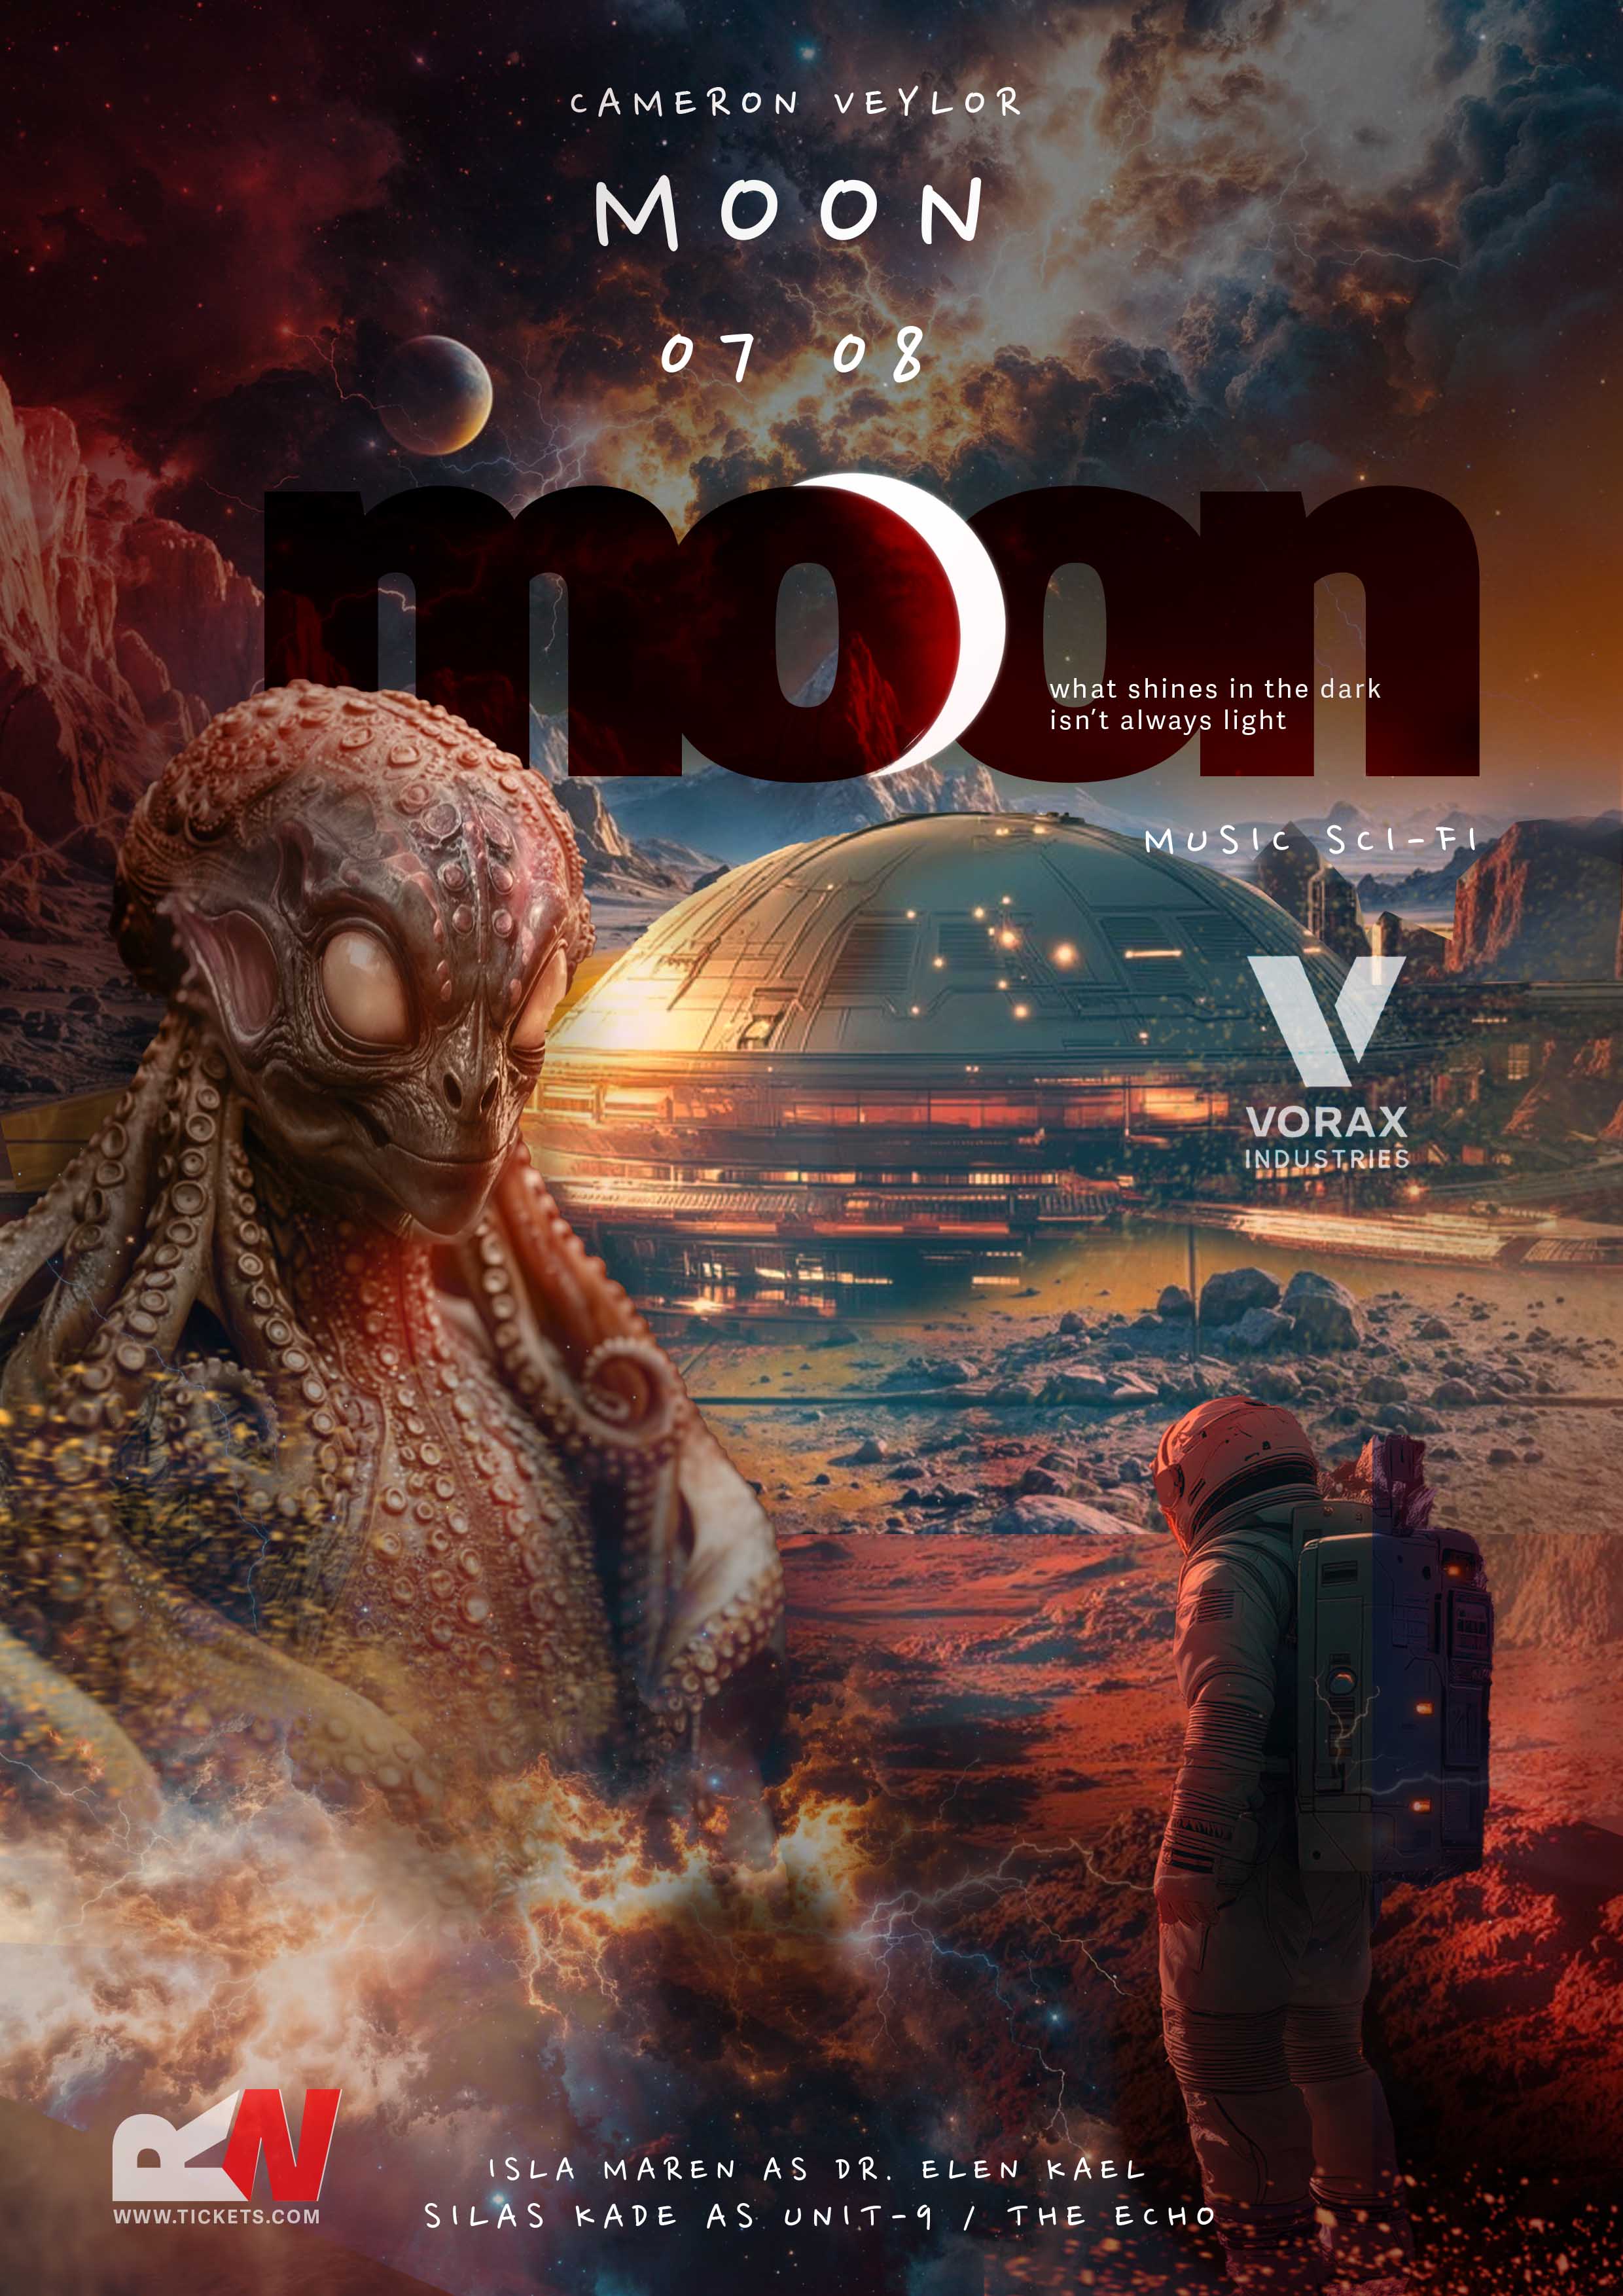 CAMERON VEYLOR
MOON
07 08
moon
what shines in the dark
isn't always light
MUSIC SCI-FI
V
VORAX
INDUSTRIES
RN
WWW.TICKETS.COM
ISLA MAREN AS DR. ELEN KAEL
SILAS KADE AS UNIT-9 / THE ECHO